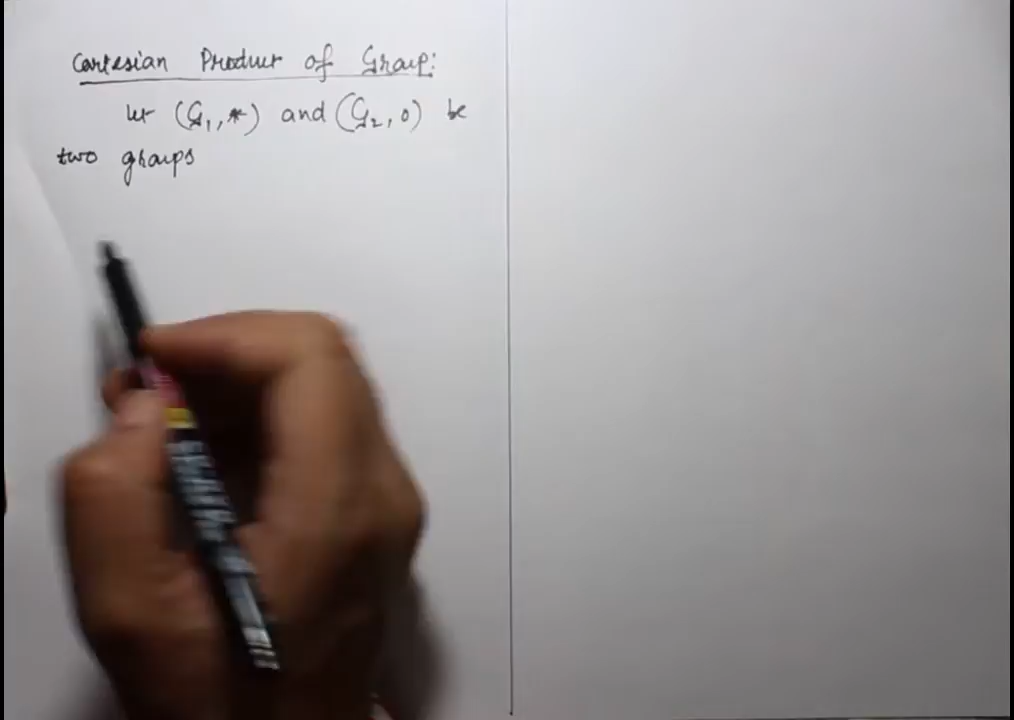 Cartesian Product of Group:
let (G₁, *) and (G₂, o) be
two groups